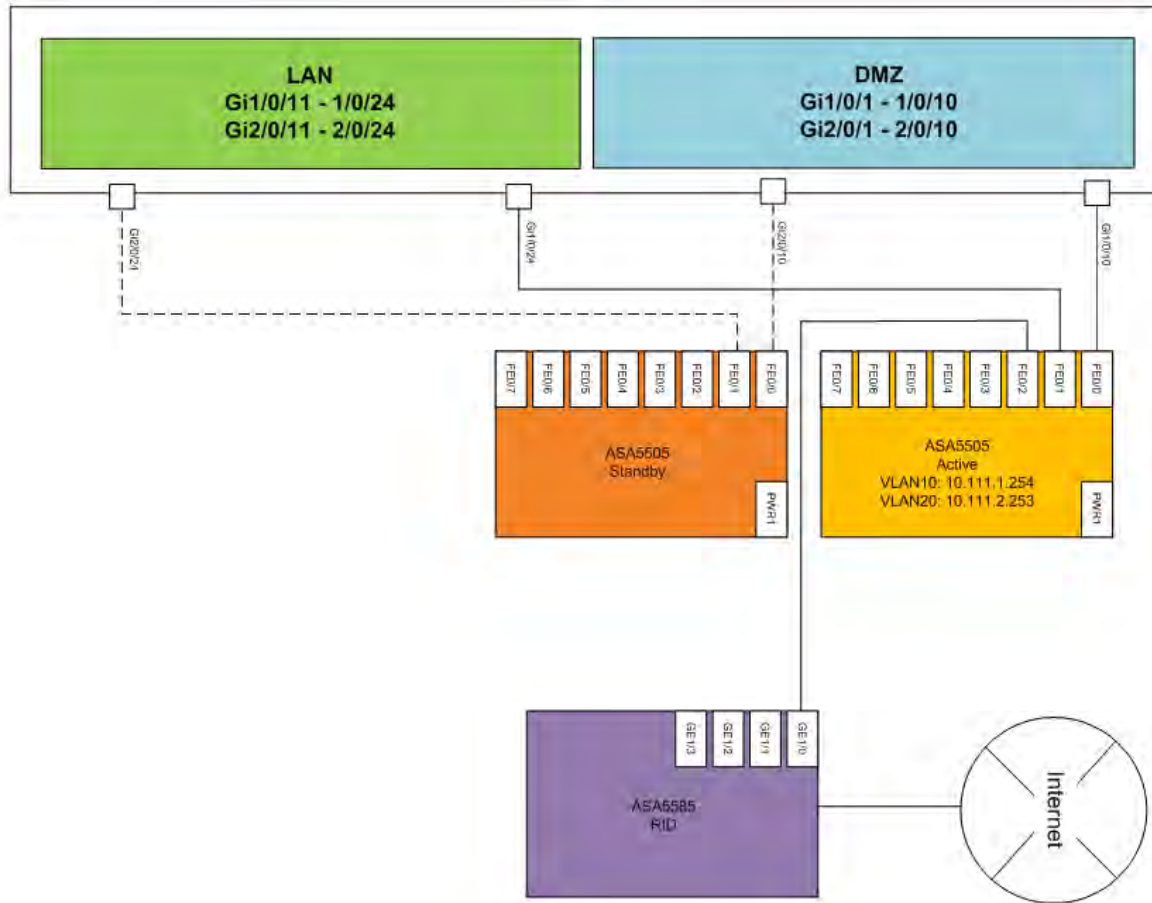 LAN
Gi1/0/11 - 1/0/24
Gi2/0/11 - 2/0/24
DMZ
Gi1/0/1 - 1/0/10
Gi2/0/1 - 2/0/10
Gi2/0/24
Gi1/0/24
Gi2/0/10
Gi1/0/10
FE0/7
FE0/6
FE0/5
FE0/4
FE0/3
FE0/2
FE0/1
FE0/0
ASA5505
Standby
PWR1
FE0/7
FE0/6
FE0/5
FE0/4
FE0/3
FE0/2
FE0/1
FE0/0
ASA5505
Active
VLAN10: 10.111.1.254
VLAN20: 10.111.2.253
PWR1
GE1/3
GE1/2
GE1/1
GE1/0
ASA5585
RID
Internet